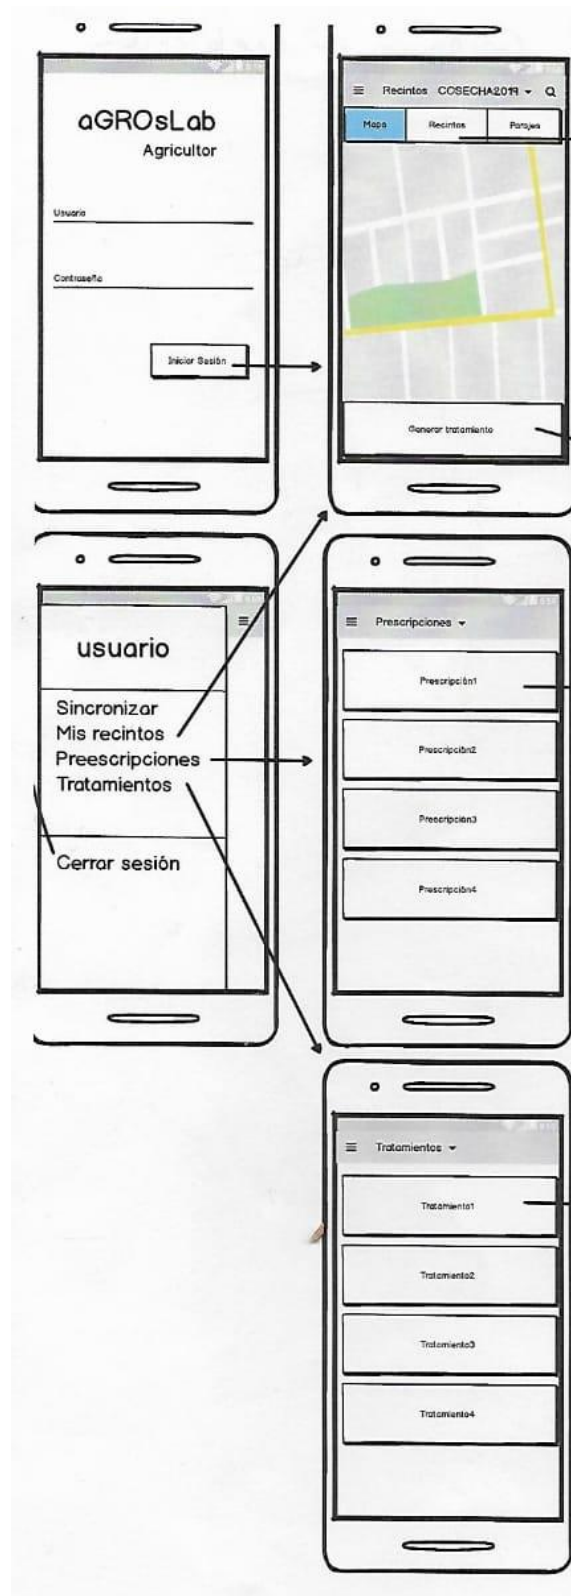 aGROsLab
Agricultor
Usuario
Contraseña
Iniciar Sesión
Recintos COSECHA2019
Mapa
Recintos
Parajes
Generar tratamiento
usuario
Sincronizar
Mis recintos
Preescripciones
Tratamientos
Cerrar sesión
Prescripciones
Prescripción1
Prescripción2
Prescripción3
Prescripción4
Tratamientos
Tratamiento1
Tratamiento2
Tratamiento3
Tratamiento4